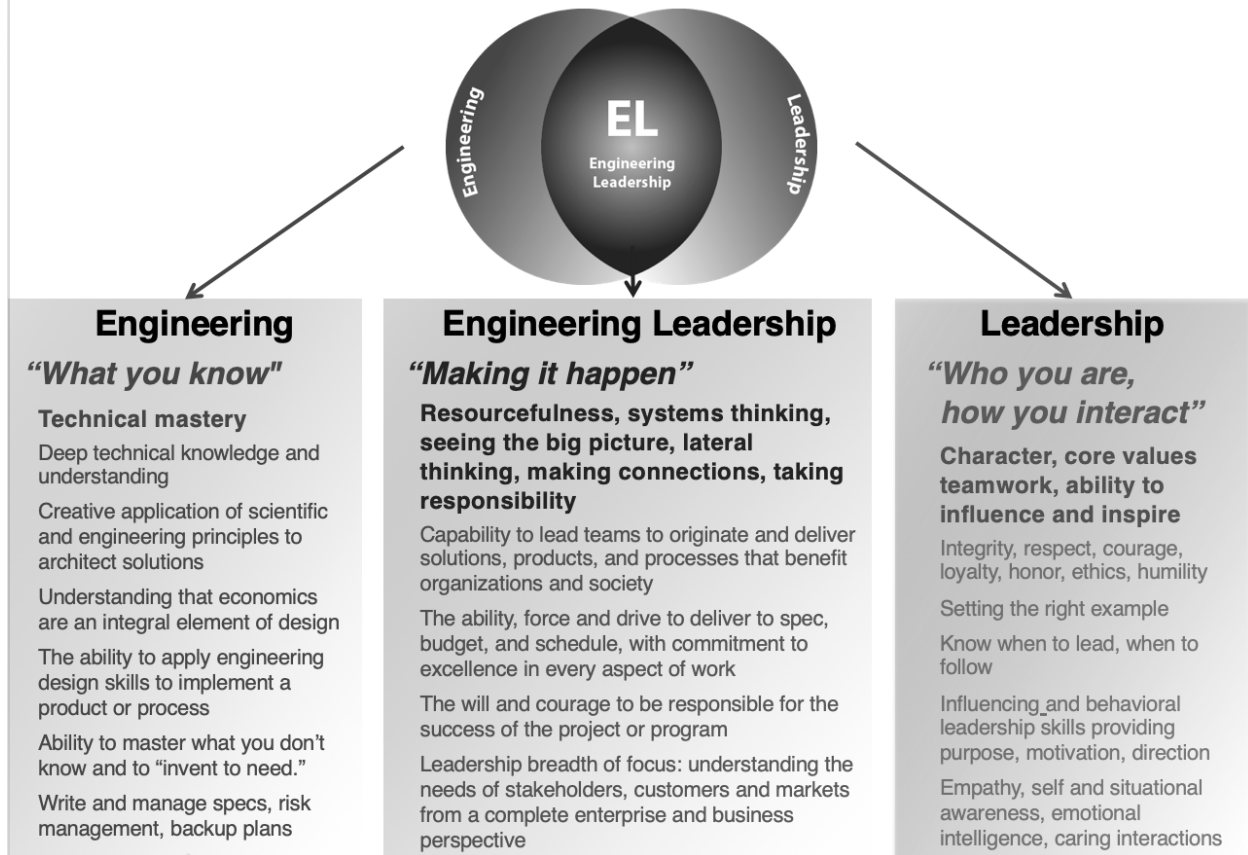 Engineering
EL
Engineering
Leadership
Leadership
Engineering
“What you know"
Technical mastery
Deep technical knowledge and
understanding
Creative application of scientific
and engineering principles to
architect solutions
Understanding that economics
are an integral element of design
The ability to apply engineering
design skills to implement a
product or process
Ability to master what you don’t
know and to “invent to need.”
Write and manage specs, risk
management, backup plans
Engineering Leadership
“Making it happen”
Resourcefulness, systems thinking,
seeing the big picture, lateral
thinking, making connections, taking
responsibility
Capability to lead teams to originate and deliver
solutions, products, and processes that benefit
organizations and society
The ability, force and drive to deliver to spec,
budget, and schedule, with commitment to
excellence in every aspect of work
The will and courage to be responsible for the
success of the project or program
Leadership breadth of focus: understanding the
needs of stakeholders, customers and markets
from a complete enterprise and business
perspective
Leadership
“Who you are,
how you interact”
Character, core values
teamwork, ability to
influence and inspire
Integrity, respect, courage,
loyalty, honor, ethics, humility
Setting the right example
Know when to lead, when to
follow
Influencing_and behavioral
leadership skills providing
purpose, motivation, direction
Empathy, self and situational
awareness, emotional
intelligence, caring interactions